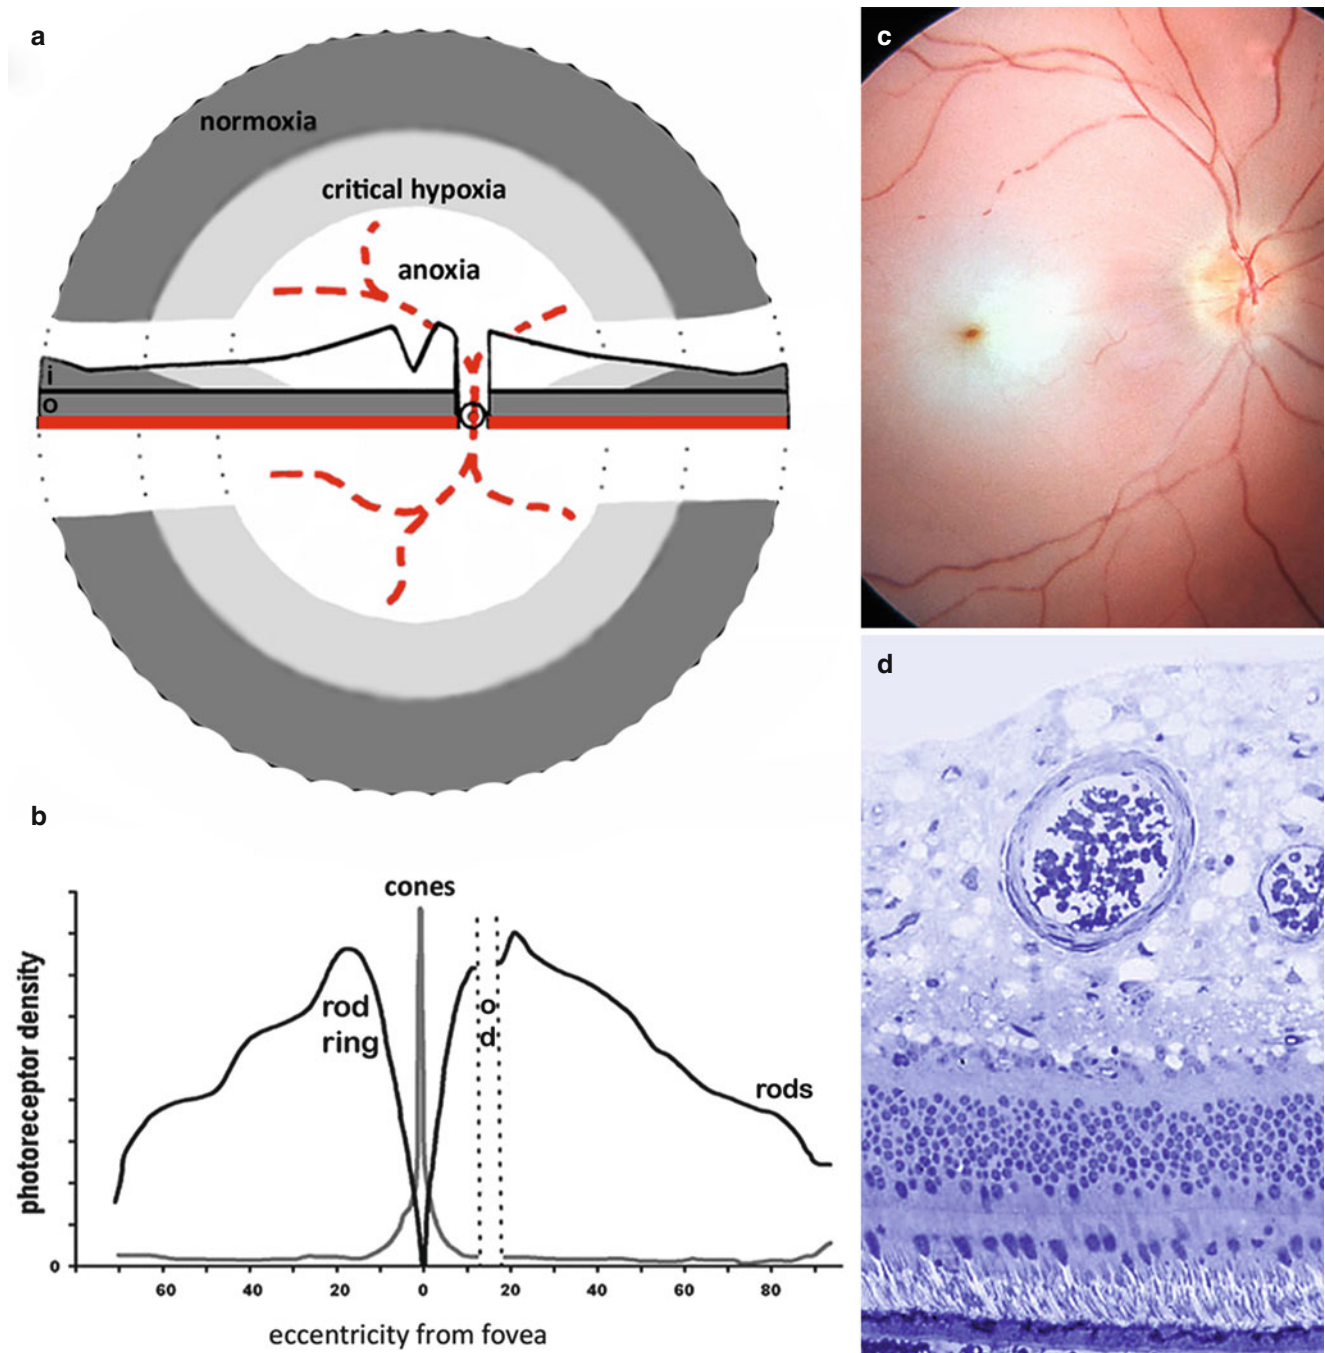 a
normoxia
critical hypoxia
anoxia
i
o
b
cones
photoreceptor density
rod
ring
o
d
rods
0
60 40 20 0 20 40 60 80
eccentricity from fovea
c
d